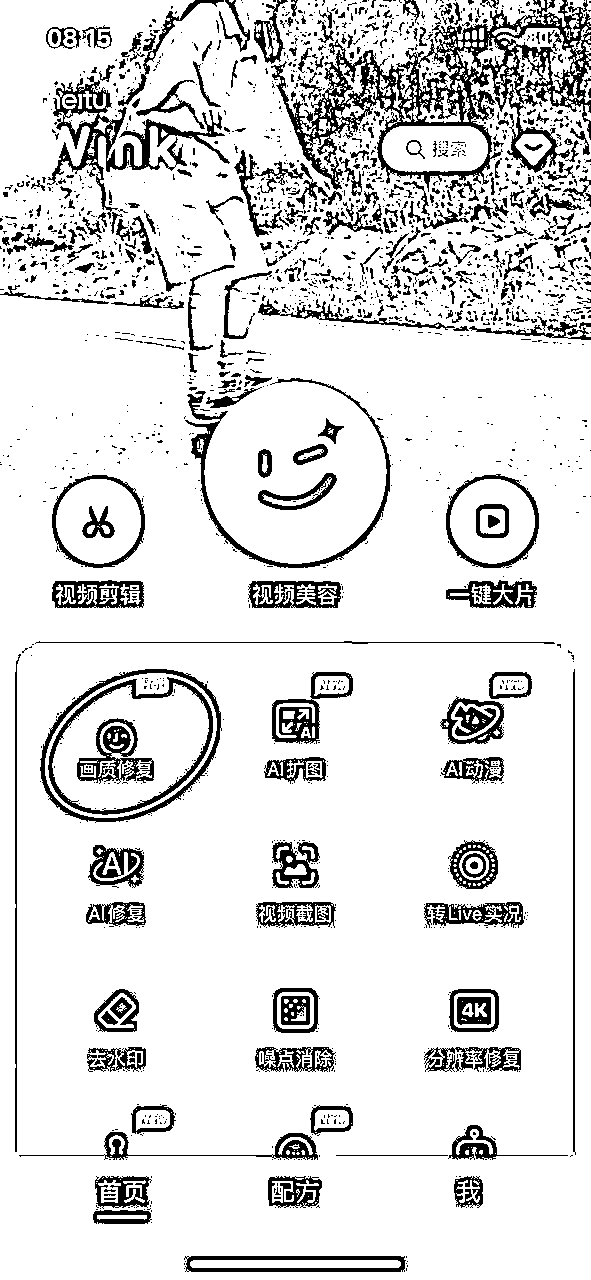 08:15
meitu
Wink
搜索
视频剪辑
视频美容
一键大片
画质修复
AI扩图
AI动漫
AI
AI修复
视频截图
转Live实况
4K
去水印
噪点消除
分辨率修复
首页
配方
我